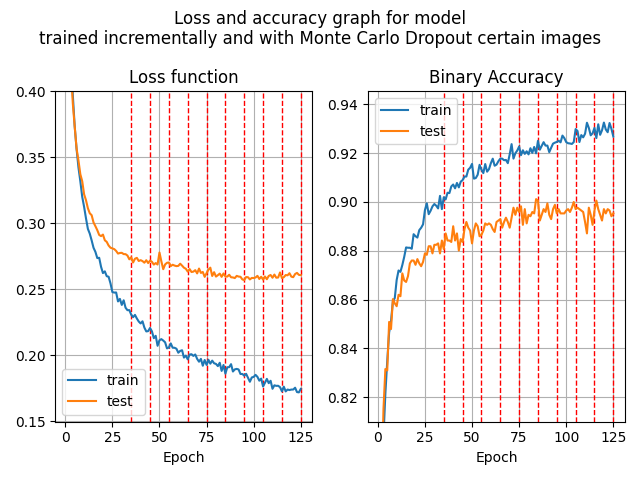 Loss and accuracy graph for model
trained incrementally and with Monte Carlo Dropout certain images
Loss function
0.40
0.35
0.30
0.25
0.20
0.15
train
test
0 25 50 75 100 125
Epoch
Binary Accuracy
0.94
0.92
0.90
0.88
0.86
0.84
0.82
train
test
0 25 50 75 100 125
Epoch